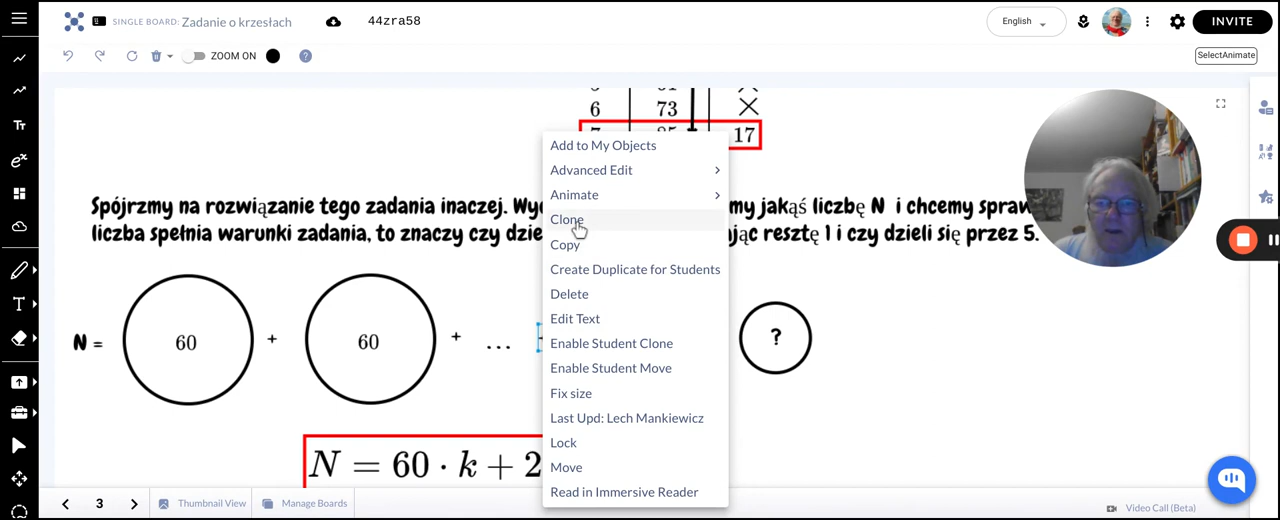 SINGLE BOARD: Zadanie o krzesłach
44zra58
English
INVITE
ZOOM ON
SelectAnimate
6 73
17
Add to My Objects
Advanced Edit
Animate
Clone
Copy
Create Duplicate for Students
Delete
Edit Text
Enable Student Clone
Enable Student Move
Fix size
Last Upd: Lech Mankiewicz
Lock
Move
Read in Immersive Reader
Spójrzmy na rozwiązanie tego zadania inaczej. my jakąś liczbę N i chcemy
liczba spełnia warunki zadania, to znaczy czy resztę 1 i czy dzieli się przez 5.
N = 60 + 60 + ... ?
N = 60 · k + 2
3
Thumbnail View
Manage Boards
Video Call (Beta)